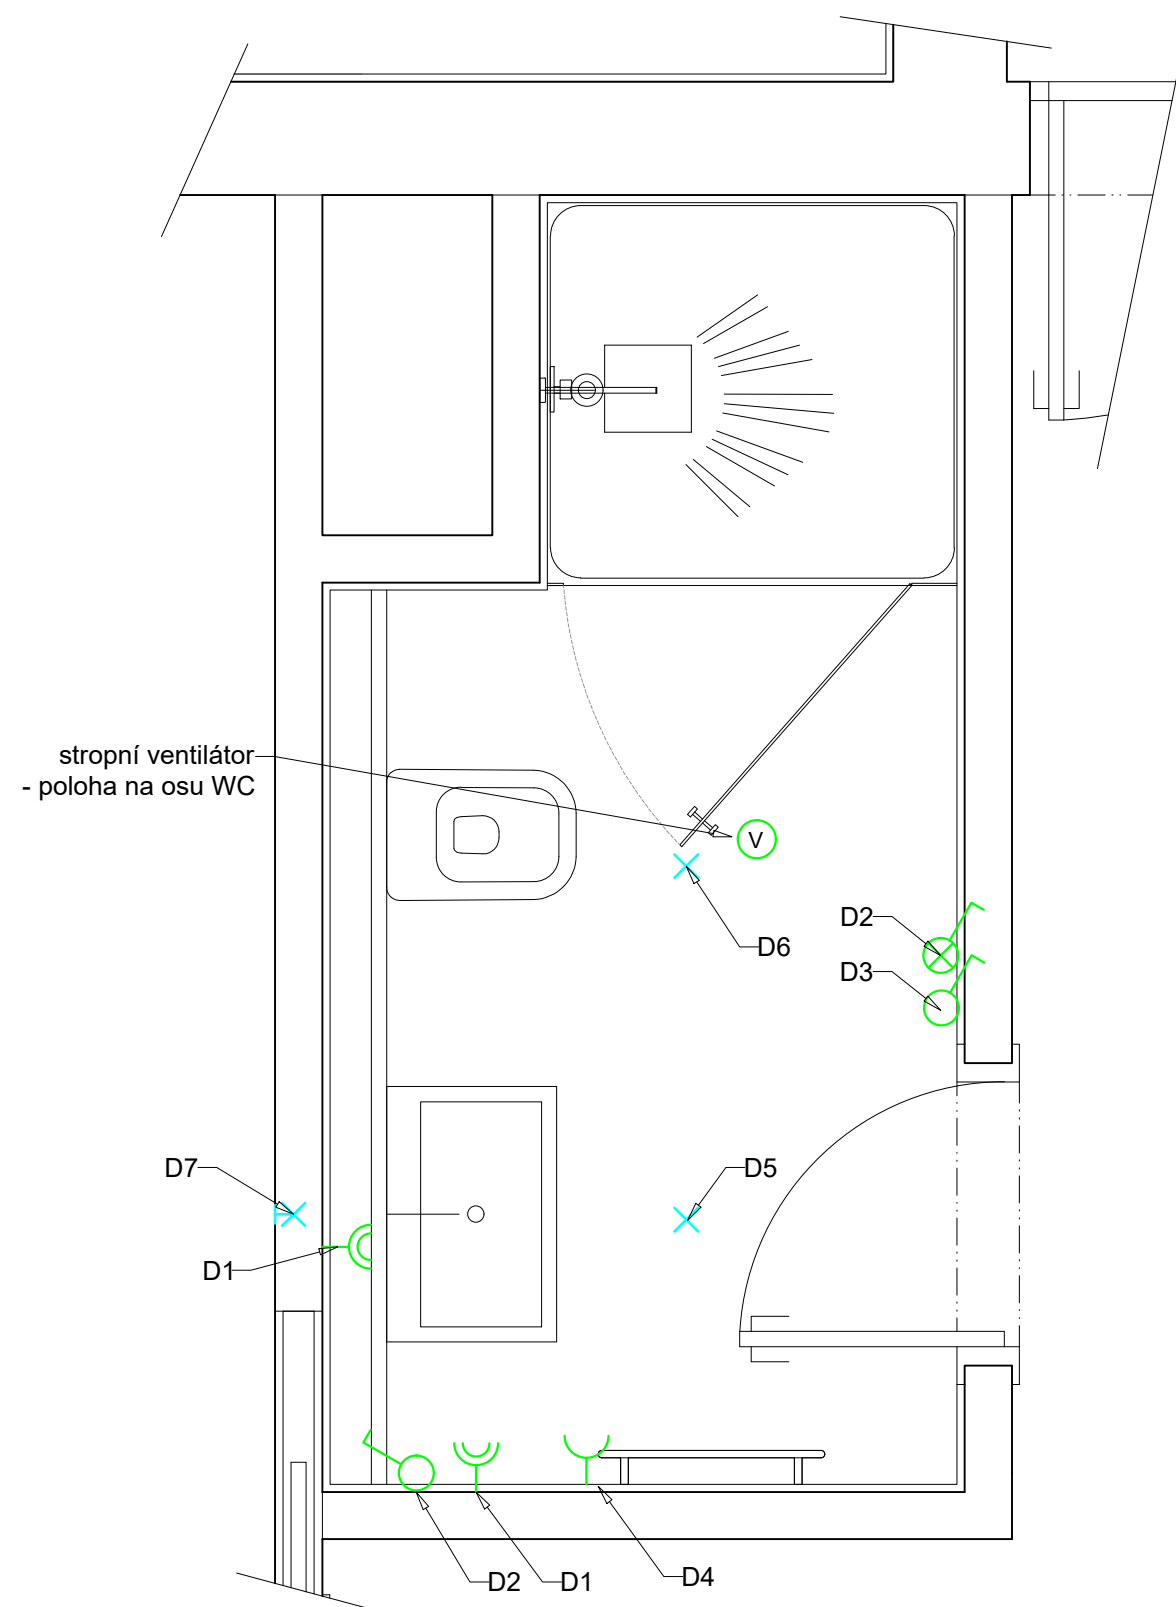 stropní ventilátor
- poloha na osu WC
V
D6
D2
D3
D7
D5
D1
D2
D1
D4